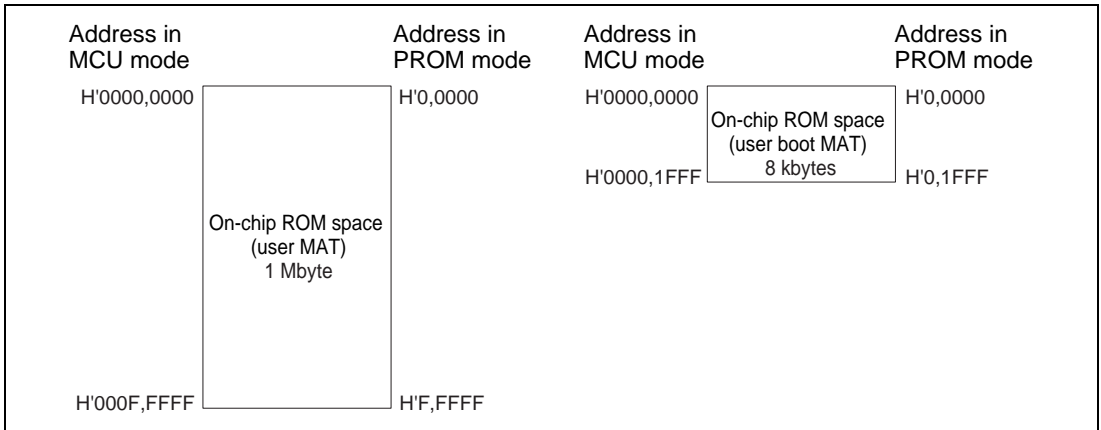 Address in
MCU mode
Address in
PROM mode
H'0000,0000
H'0,0000
On-chip ROM space
(user MAT)
1 Mbyte
H'000F,FFFF
H'F,FFFF
Address in
MCU mode
Address in
PROM mode
H'0000,0000
H'0,0000
On-chip ROM space
(user boot MAT)
8 kbytes
H'0000,1FFF
H'0,1FFF